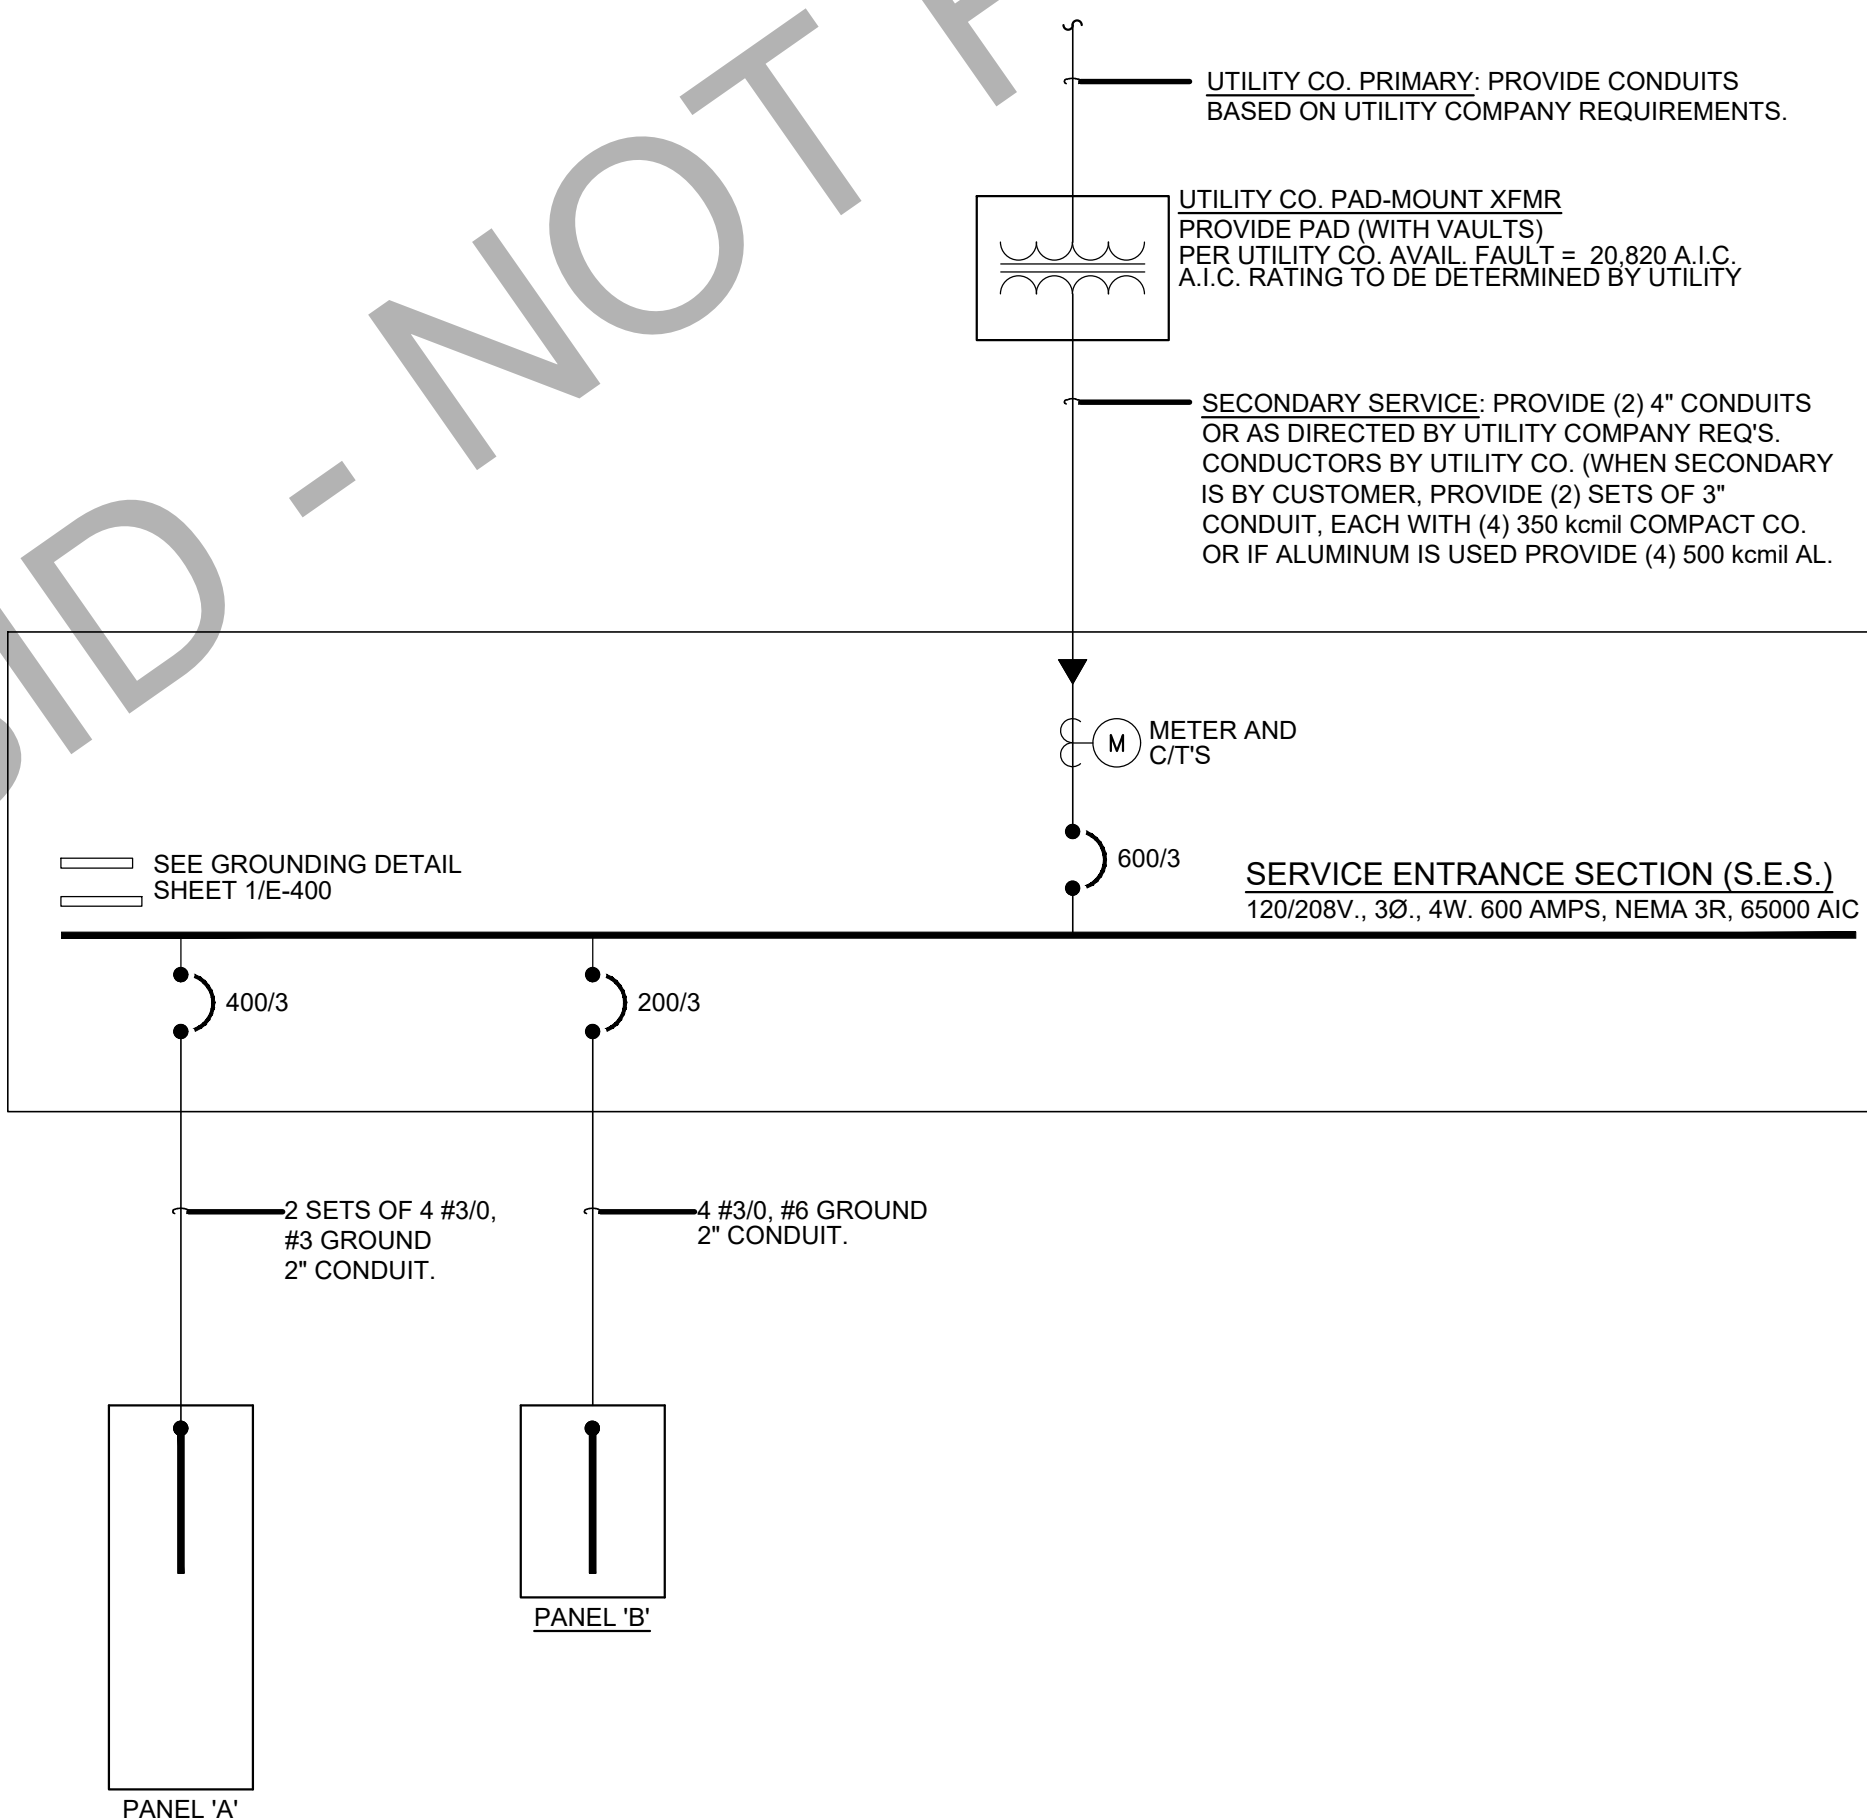 UTILITY CO. PRIMARY: PROVIDE CONDUITS
BASED ON UTILITY COMPANY REQUIREMENTS.
UTILITY CO. PAD-MOUNT XFMR
PROVIDE PAD (WITH VAULTS)
PER UTILITY CO. AVAIL. FAULT = 20,820 A.I.C.
A.I.C. RATING TO DE DETERMINED BY UTILITY
SECONDARY SERVICE: PROVIDE (2) 4" CONDUITS
OR AS DIRECTED BY UTILITY COMPANY REQ'S.
CONDUCTORS BY UTILITY CO. (WHEN SECONDARY
IS BY CUSTOMER, PROVIDE (2) SETS OF 3"
CONDUIT, EACH WITH (4) 350 kcmil COMPACT CO.
OR IF ALUMINUM IS USED PROVIDE (4) 500 kcmil AL.
M
METER AND
C/T'S
600/3
SEE GROUNDING DETAIL
SHEET 1/E-400
SERVICE ENTRANCE SECTION (S.E.S.)
120/208V., 3Ø., 4W. 600 AMPS, NEMA 3R, 65000 AIC
400/3
200/3
2 SETS OF 4 #3/0,
#3 GROUND
2" CONDUIT.
4 #3/0, #6 GROUND
2" CONDUIT.
PANEL 'B'
PANEL 'A'
BID - NOT